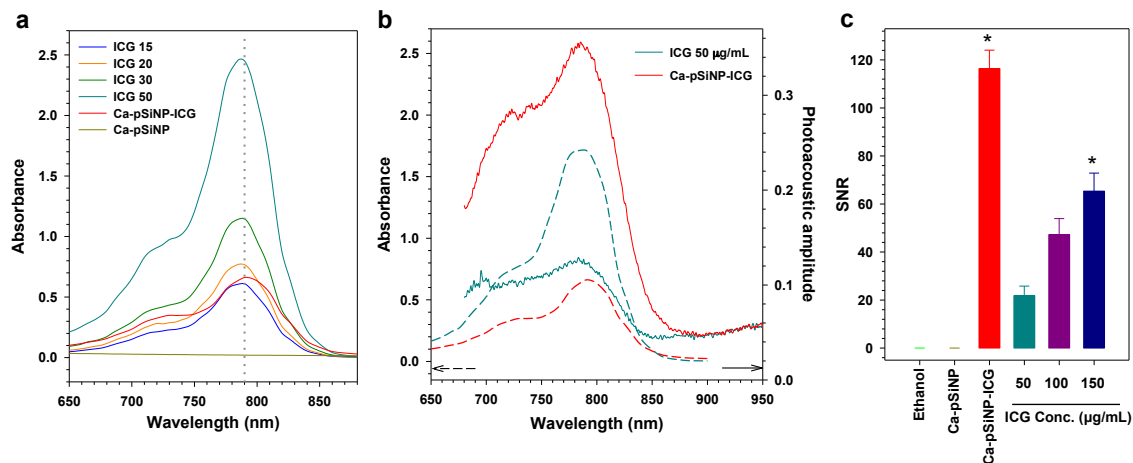 a
ICG 15
ICG 20
ICG 30
ICG 50
Ca-pSiNP-ICG
Ca-pSiNP
Absorbance
2.5
2.0
1.5
1.0
0.5
0.0
650 700 750 800 850
Wavelength (nm)
b
ICG 50 µg/mL
Ca-pSiNP-ICG
Absorbance
2.5
2.0
1.5
1.0
0.5
0.0
Photoacoustic amplitude
0.3
0.2
0.1
0.0
650 700 750 800 850 900 950
Wavelength (nm)
c
SNR
120
100
80
60
40
20
0
*
*
Ethanol
Ca-pSiNP
Ca-pSiNP-ICG
50 100 150
ICG Conc. (µg/mL)